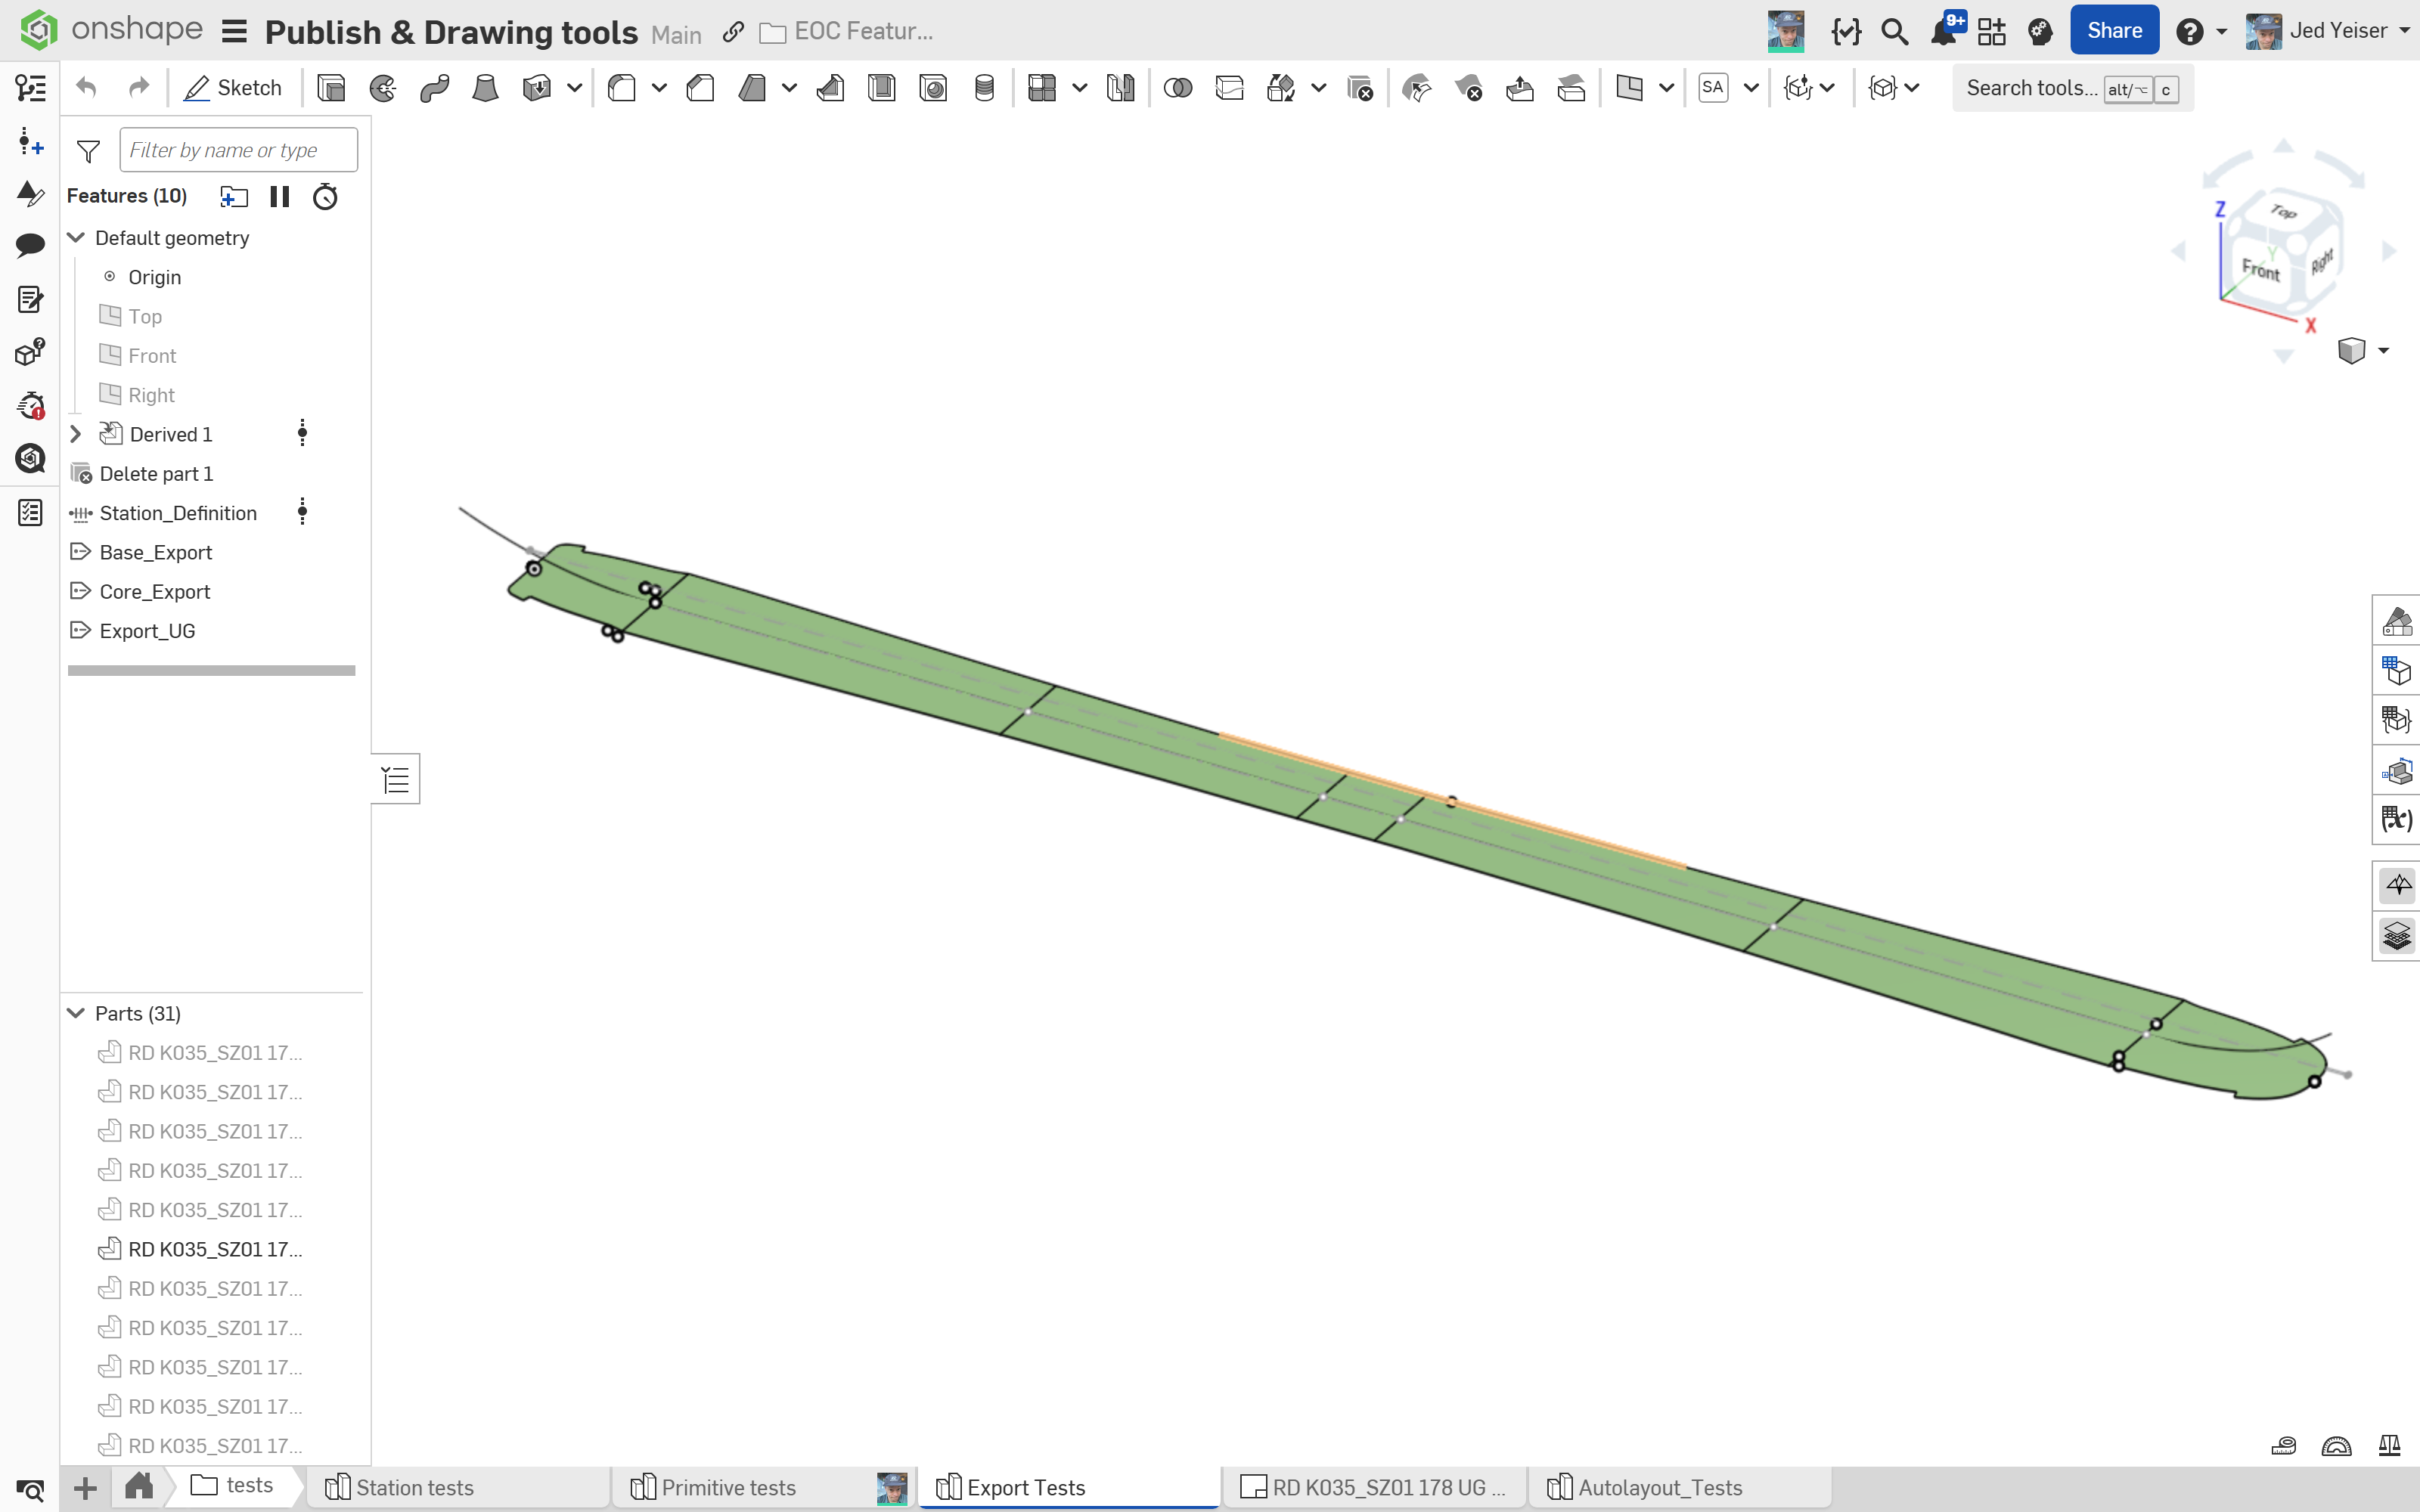 onshape Publish & Drawing tools Main EOC Featur... 9+ Share Jed Yeiser
Sketch SA Search tools... alt/⌥ c
Filter by name or type
Features (10)
Default geometry
Origin
Top
Front
Right
Derived 1
Delete part 1
Station_Definition
Base_Export
Core_Export
Export_UG
Z
Top
Y
Front
Right
X
Parts (31)
RD K035_SZ01 17...
RD K035_SZ01 17...
RD K035_SZ01 17...
RD K035_SZ01 17...
RD K035_SZ01 17...
RD K035_SZ01 17...
RD K035_SZ01 17...
RD K035_SZ01 17...
RD K035_SZ01 17...
RD K035_SZ01 17...
RD K035_SZ01 17...
(x)
tests Station tests Primitive tests Export Tests RD K035_SZ01 178 UG ... Autolayout_Tests